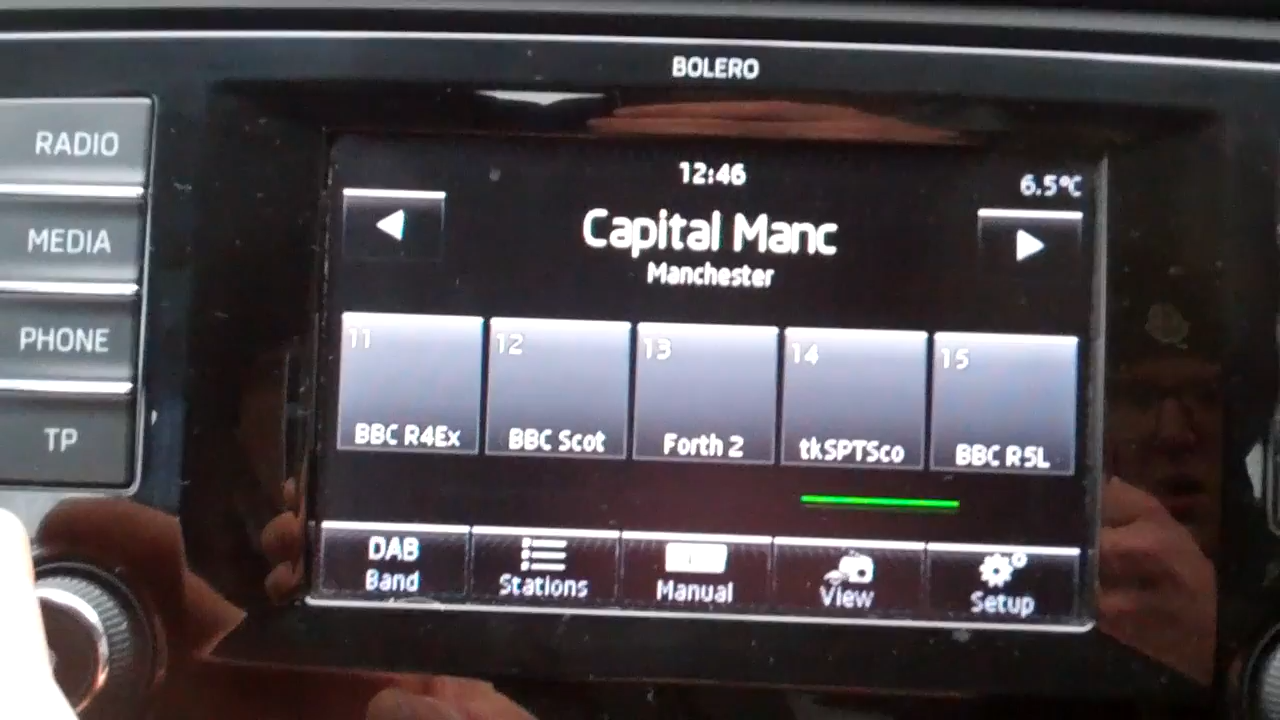 BOLERO
RADIO
MEDIA
PHONE
TP
12:46
6.5°C
Capital Manc
Manchester
11
BBC R4Ex
12
BBC Scot
13
Forth 2
14
tkSPTSco
15
BBC R5L
DAB
Band
Stations
Manual
View
Setup